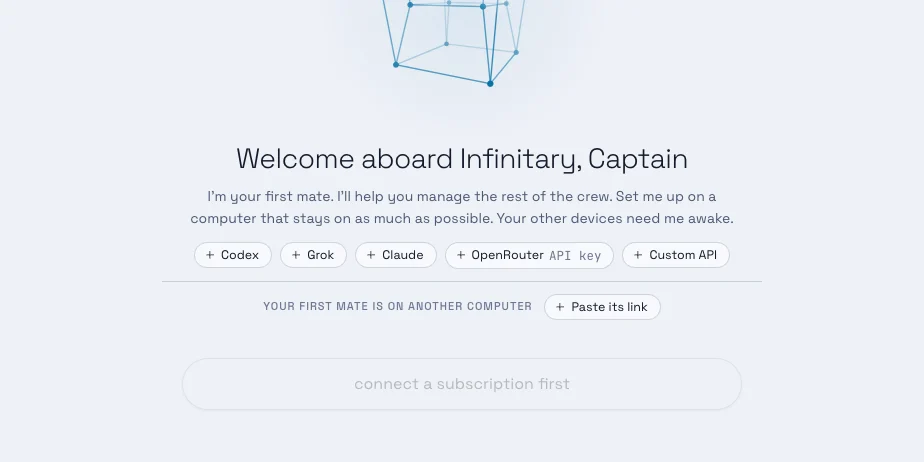 Welcome aboard Infinitary, Captain
I'm your first mate. I'll help you manage the rest of the crew. Set me up on a
computer that stays on as much as possible. Your other devices need me awake.
+ Codex + Grok + Claude + OpenRouter API key + Custom API
YOUR FIRST MATE IS ON ANOTHER COMPUTER + Paste its link
connect a subscription first